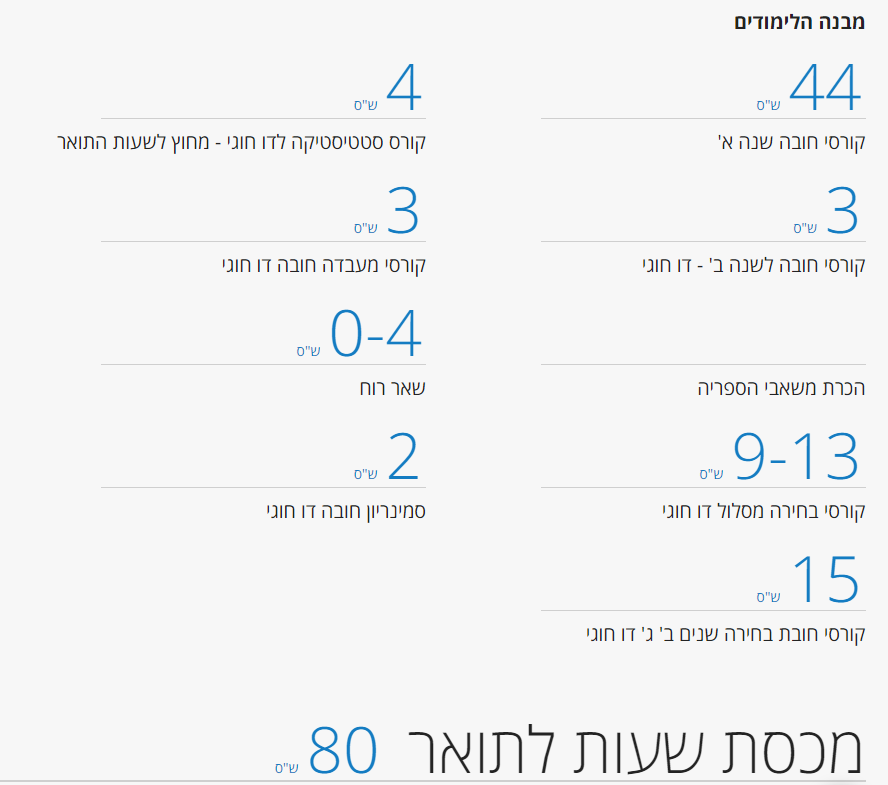 מבנה הלימודים
44 ש"ס
קורסי חובה שנה א'
4 ש"ס
קורס סטטיסטיקה לדו חוגי - מחוץ לשעות התואר
3 ש"ס
קורסי חובה לשנה ב' - דו חוגי
3 ש"ס
קורסי מעבדה חובה דו חוגי
הכרת משאבי הספריה
0-4 ש"ס
שאר רוח
9-13 ש"ס
קורסי בחירה מסלול דו חוגי
2 ש"ס
סמינריון חובה דו חוגי
15 ש"ס
קורסי חובת בחירה שנים ב' ג' דו חוגי
מכסת שעות לתואר 80 ש"ס